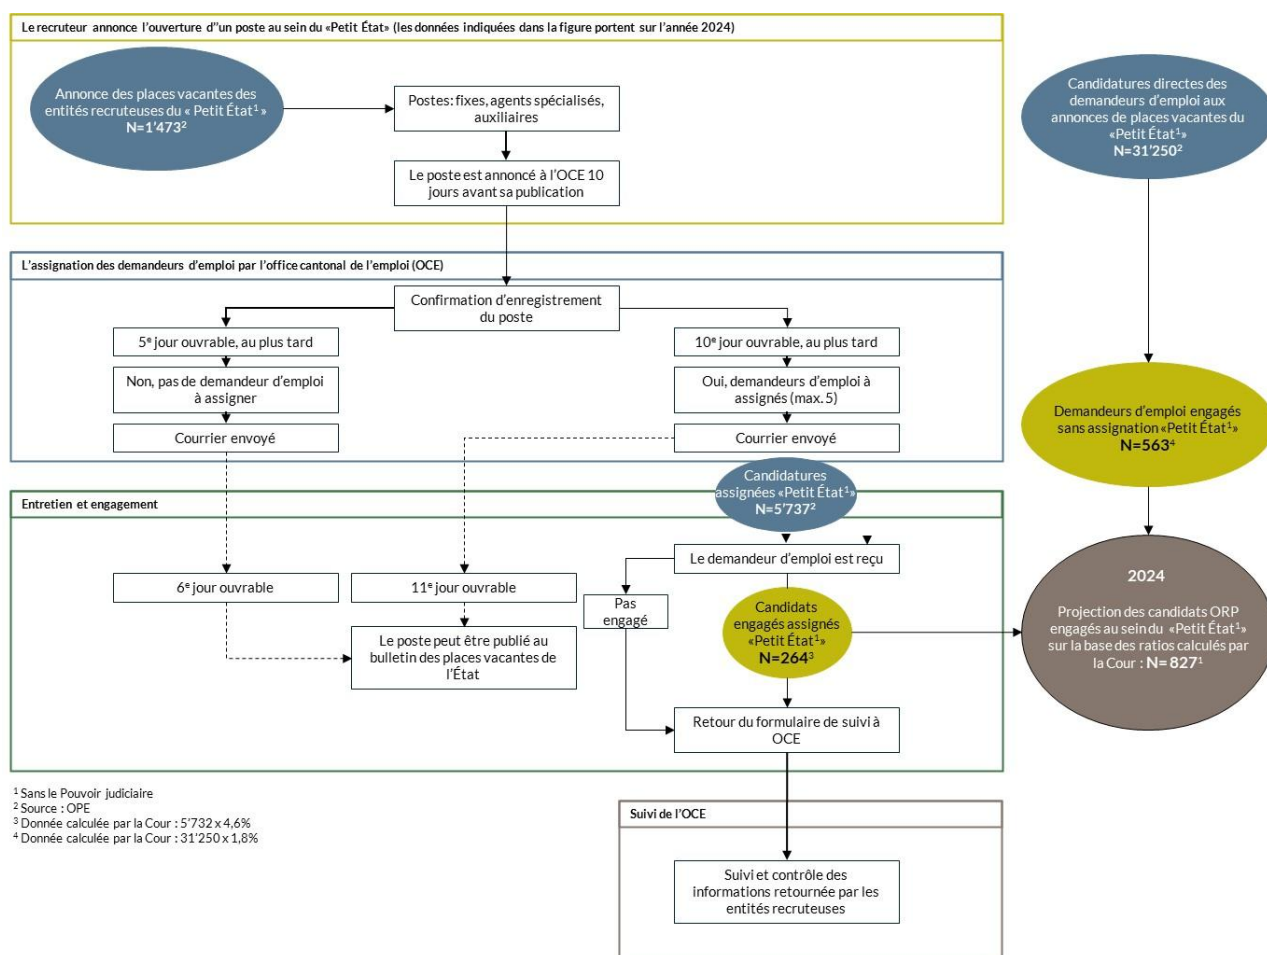 Le recruteur annonce l'ouverture d''un poste au sein du «Petit État» (les données indiquées dans la figure portent sur l'année 2024)
Annonce des places vacantes des
entités recruteuses du « Petit État¹ »
N=1'473²
Postes: fixes, agents spécialisés,
auxiliaires
Le poste est annoncé à l'OCE 10
jours avant sa publication
Candidatures directes des
demandeurs d'emploi aux
annonces de places vacantes du
«Petit État¹»
N=31'250²
L'assignation des demandeurs d'emploi par l'office cantonal de l'emploi (OCE)
Confirmation d'enregistrement
du poste
5ᵉ jour ouvrable, au plus tard
Non, pas de demandeur d'emploi
à assigner
Courrier envoyé
10ᵉ jour ouvrable, au plus tard
Oui, demandeurs d'emploi à
assignés (max. 5)
Courrier envoyé
Demandeurs d'emploi engagés
sans assignation «Petit État¹»
N=563⁴
Entretien et engagement
Candidatures
assignées «Petit État¹»
N=5'737²
Le demandeur d'emploi est reçu
6ᵉ jour ouvrable
11ᵉ jour ouvrable
Pas
engagé
Candidats
engagés assignés
«Petit État¹»
N=264³
Le poste peut être publié au
bulletin des places vacantes de
l'État
Retour du formulaire de suivi à
OCE
2024
Projection des candidats ORP
engagés au sein du «Petit État¹»
sur la base des ratios calculés par
la Cour : N= 827¹
¹ Sans le Pouvoir judiciaire
² Source : OPE
³ Donnée calculée par la Cour : 5'732 x 4,6%
⁴ Donnée calculée par la Cour : 31'250 x 1,8%
Suivi de l'OCE
Suivi et contrôle des
informations retournée par les
entités recruteuses